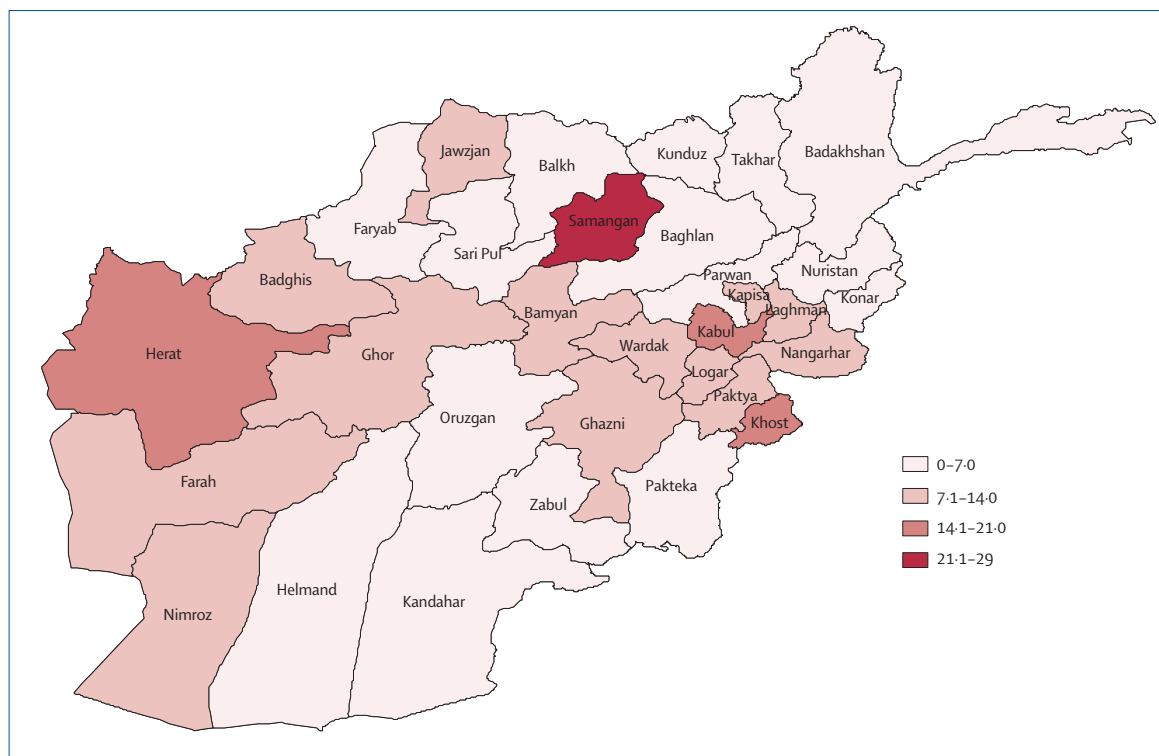 Jawzjan
Balkh
Kunduz
Takhar
Badakhshan
Faryab
Samangan
Baghlan
Sari Pul
Badghis
Parwan
Nuristan
Kapisa
Konar
Bamyan
Laghman
Kabul
Herat
Ghor
Wardak
Nangarhar
Logar
Paktya
Oruzgan
Ghazni
Khost
Farah
Pakteka
Zabul
Helmand
Kandahar
Nimroz
0–7·0
7·1–14·0
14·1–21·0
21·1–29